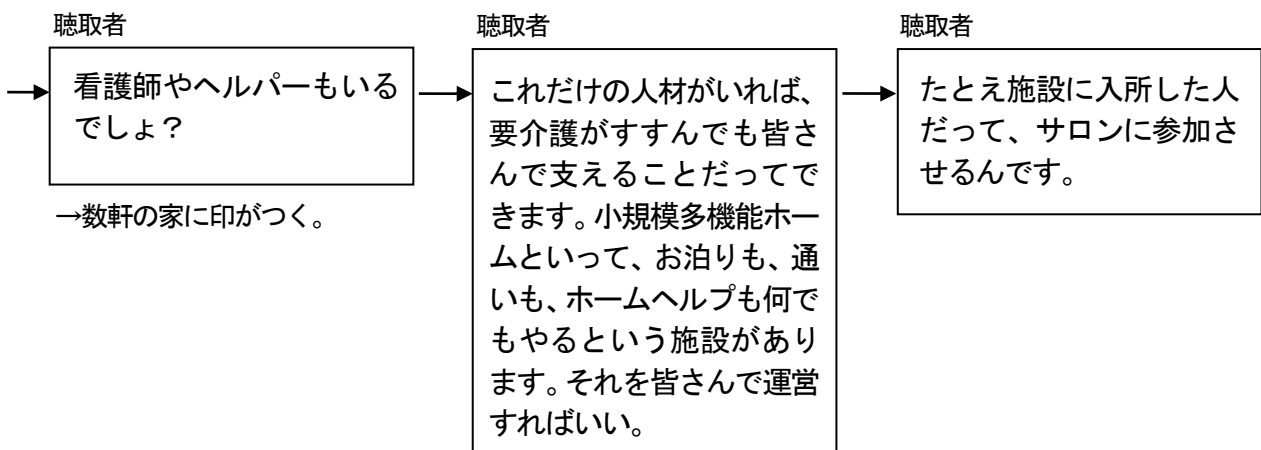 聴取者
看護師やヘルパーもいる
でしょ？
→数軒の家に印がつく。
聴取者
これだけの人材がいれば、
要介護がすすんでも皆さ
んで支えることだってで
きます。小規模多機能ホー
ムといって、お泊りも、通
いも、ホームヘルプも何で
もやるという施設があり
ます。それを皆さんで運営
すればいい。
聴取者
たとえ施設に入所した人
だって、サロンに参加さ
せるんです。